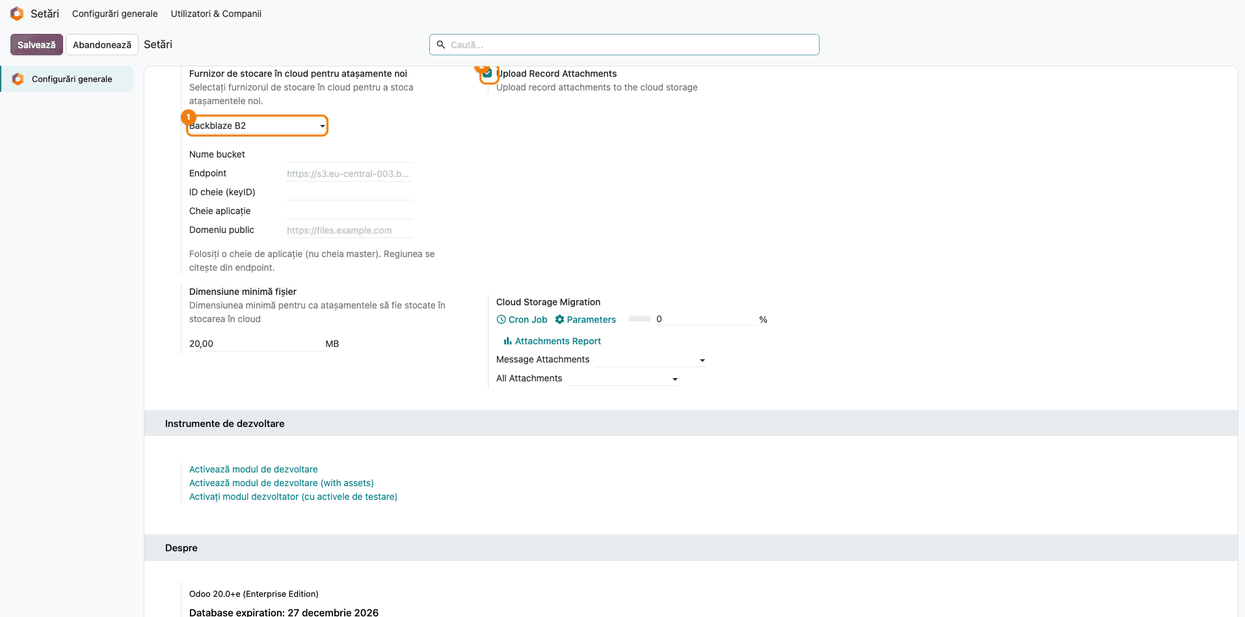 Setări Configurări generale Utilizatori & Companii
Salvează Abandonează Setări Caută...
Configurări generale
Furnizor de stocare în cloud pentru atașamente noi
Selectați furnizorul de stocare în cloud pentru a stoca
atașamentele noi.
1
Backblaze B2
Nume bucket
Endpoint https://s3.eu-central-003.b...
ID cheie (keyID)
Cheie aplicație
Domeniu public https://files.example.com
Folosiți o cheie de aplicație (nu cheia master). Regiunea se
citește din endpoint.
Dimensiune minimă fișier
Dimensiunea minimă pentru ca atașamentele să fie stocate în
stocarea în cloud
20,00 MB
Upload Record Attachments
Upload record attachments to the cloud storage
Cloud Storage Migration
Cron Job Parameters 0 %
Attachments Report
Message Attachments
All Attachments
Instrumente de dezvoltare
Activează modul de dezvoltare
Activează modul de dezvoltare (with assets)
Activați modul dezvoltator (cu activele de testare)
Despre
Odoo 20.0+e (Enterprise Edition)
Database expiration: 27 decembrie 2026